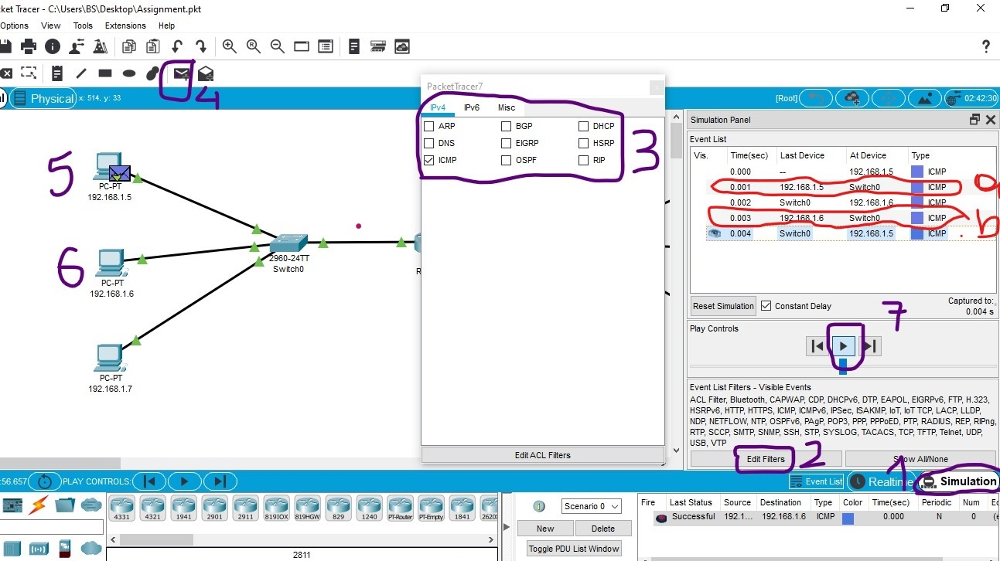 ket Tracer - C:\Users\BS\Desktop\Assignment.pkt
Options View Tools Extensions Help
?
4
Physical x: 514, y: 33
[Root]
02:42:30
PacketTracer7
IPv4 IPv6 Misc
ARP BGP DHCP
DNS EIGRP HSRP
ICMP OSPF RIP
3
Edit ACL Filters
5
PC-PT
192.168.1.5
6
PC-PT
192.168.1.6
PC-PT
192.168.1.7
2960-24TT
Switch0
R
Simulation Panel
Event List
Vis. Time(sec) Last Device At Device Type
0.000 -- 192.168.1.5 ICMP
0.001 192.168.1.5 Switch0 ICMP a
0.002 Switch0 192.168.1.6 ICMP
0.003 192.168.1.6 Switch0 ICMP b
0.004 Switch0 192.168.1.5 ICMP
Reset Simulation Constant Delay
Captured to:
0.004 s
7
Play Controls
Event List Filters - Visible Events
ACL Filter, Bluetooth, CAPWAP, CDP, DHCPv6, DTP, EAPOL, EIGRPv6, FTP, H.323,
HSRPv6, HTTP, HTTPS, ICMP, ICMPv6, IPSec, ISAKMP, IoT, IoT TCP, LACP, LLDP,
NDP, NETFLOW, NTP, OSPFv6, PAgP, POP3, PPP, PPPoED, PTP, RADIUS, REP, RIPng,
RTP, SCCP, SMTP, SNMP, SSH, STP, SYSLOG, TACACS, TCP, TFTP, Telnet, UDP,
USB, VTP
Edit Filters 2 Show All/None
:56.657 PLAY CONTROLS:
Event List Realtime 1 Simulation
4331 4321 1941 2901 2911 819IOX 819HGW 829 1240 PT-Router PT-Empty 1841 2620X
2811
Scenario 0
New Delete
Toggle PDU List Window
Fire Last Status Source Destination Type Color Time(sec) Periodic N Num Ed
Successful 192.1... 192.168.1.6 ICMP 0.000 N 0 (e